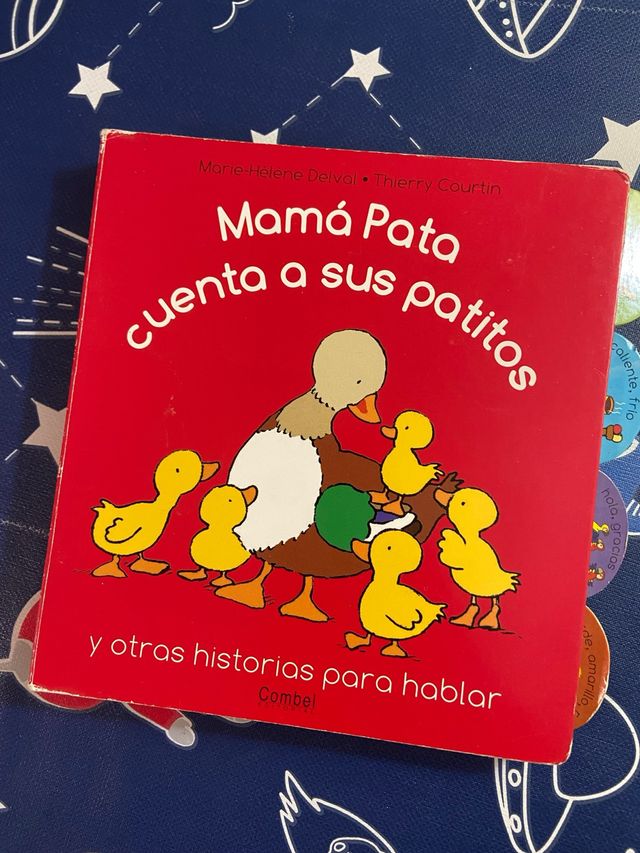 Marie-Hélène Delval • Thierry Courtin
Mamá Pata
cuenta a sus patitos
y otras historias para hablar
Combel
caliente, frío
hola, gracias
amarillo